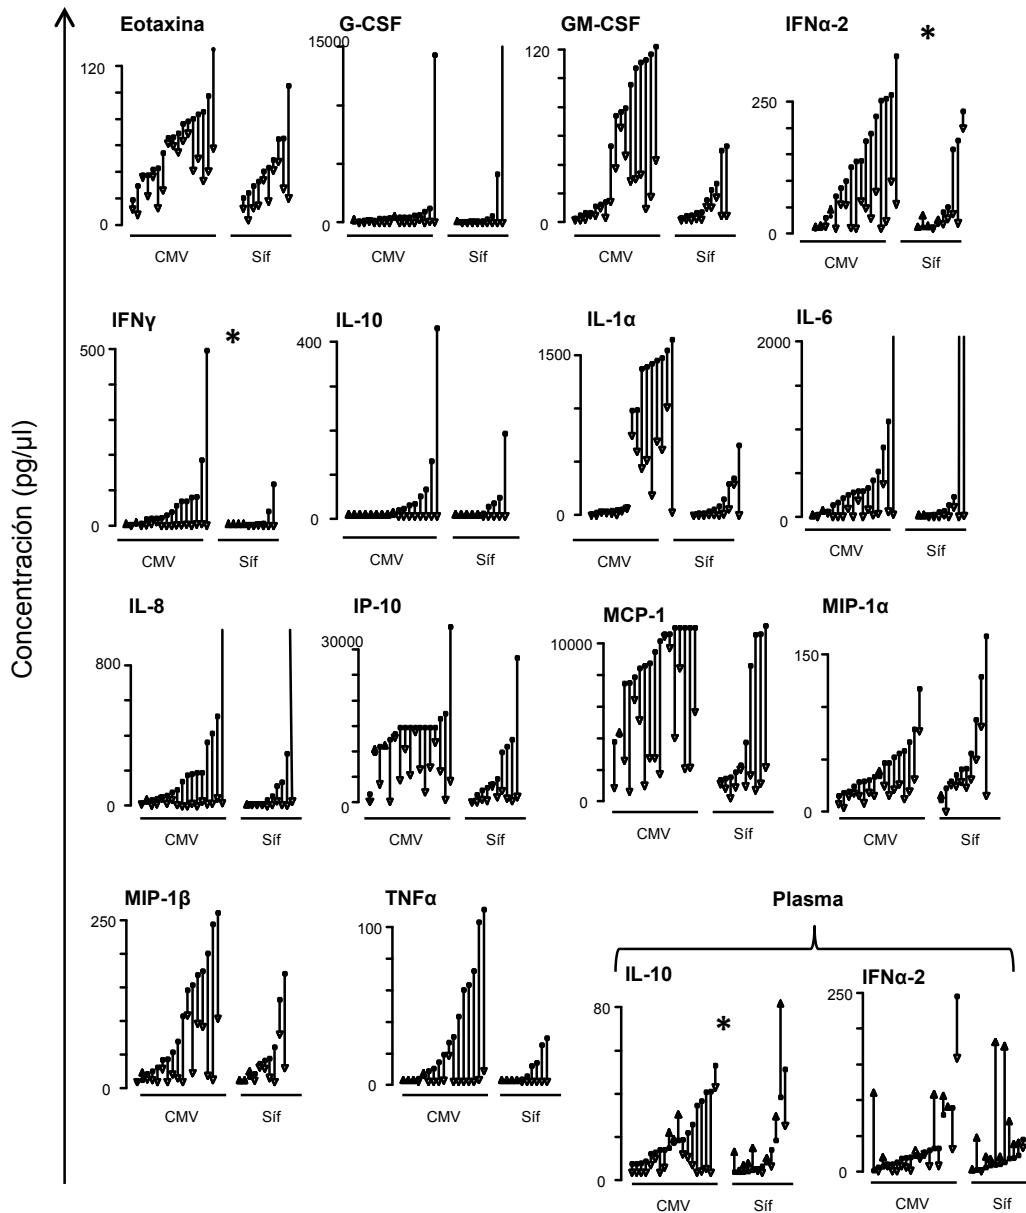 Concentración (pg/µl)
Eotaxina
120
0
CMV
Síf
G-CSF
15000
0
CMV
Síf
GM-CSF
120
0
CMV
Síf
IFNα-2
*
250
0
CMV
Síf
IFNγ
*
500
0
CMV
Síf
IL-10
400
0
CMV
Síf
IL-1α
1500
0
CMV
Síf
IL-6
2000
0
CMV
Síf
IL-8
800
0
CMV
Síf
IP-10
30000
0
CMV
Síf
MCP-1
10000
0
CMV
Síf
MIP-1α
150
0
CMV
Síf
MIP-1β
250
0
CMV
Síf
TNFα
100
0
CMV
Síf
Plasma
IL-10
*
80
0
CMV
Síf
IFNα-2
250
0
CMV
Síf